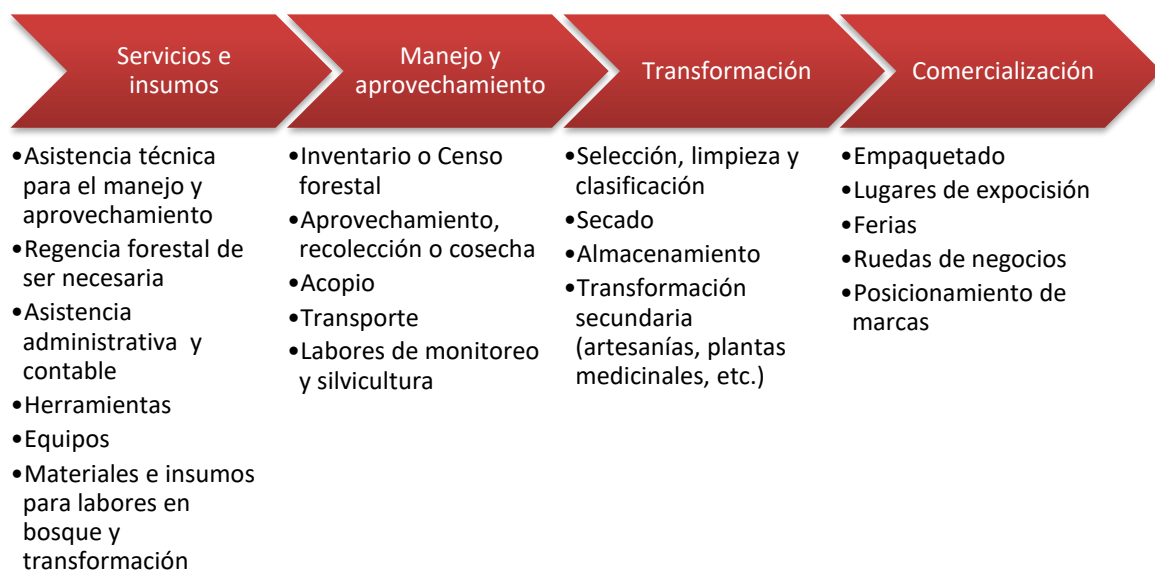 Servicios e
insumos
•Asistencia técnica
para el manejo y
aprovechamiento
•Regencia forestal de
ser necesaria
•Asistencia
administrativa  y
contable
•Herramientas
•Equipos
•Materiales e insumos
para labores en
bosque y
transformación
Manejo y
aprovechamiento
•Inventario o Censo
forestal
•Aprovechamiento,
recolección o cosecha
•Acopio
•Transporte
•Labores de monitoreo
y silvicultura
Transformación
•Selección, limpieza y
clasificación
•Secado
•Almacenamiento
•Transformación
secundaria
(artesanías, plantas
medicinales, etc.)
Comercialización
•Empaquetado
•Lugares de expocisión
•Ferias
•Ruedas de negocios
•Posicionamiento de
marcas